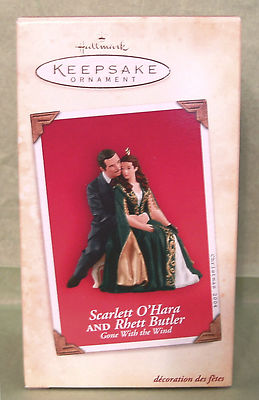 Hallmark
KEEPSAKE
ORNAMENT
Scarlett O'Hara
AND Rhett Butler
Gone With the Wind
Christmas 2004
décoration des fêtes